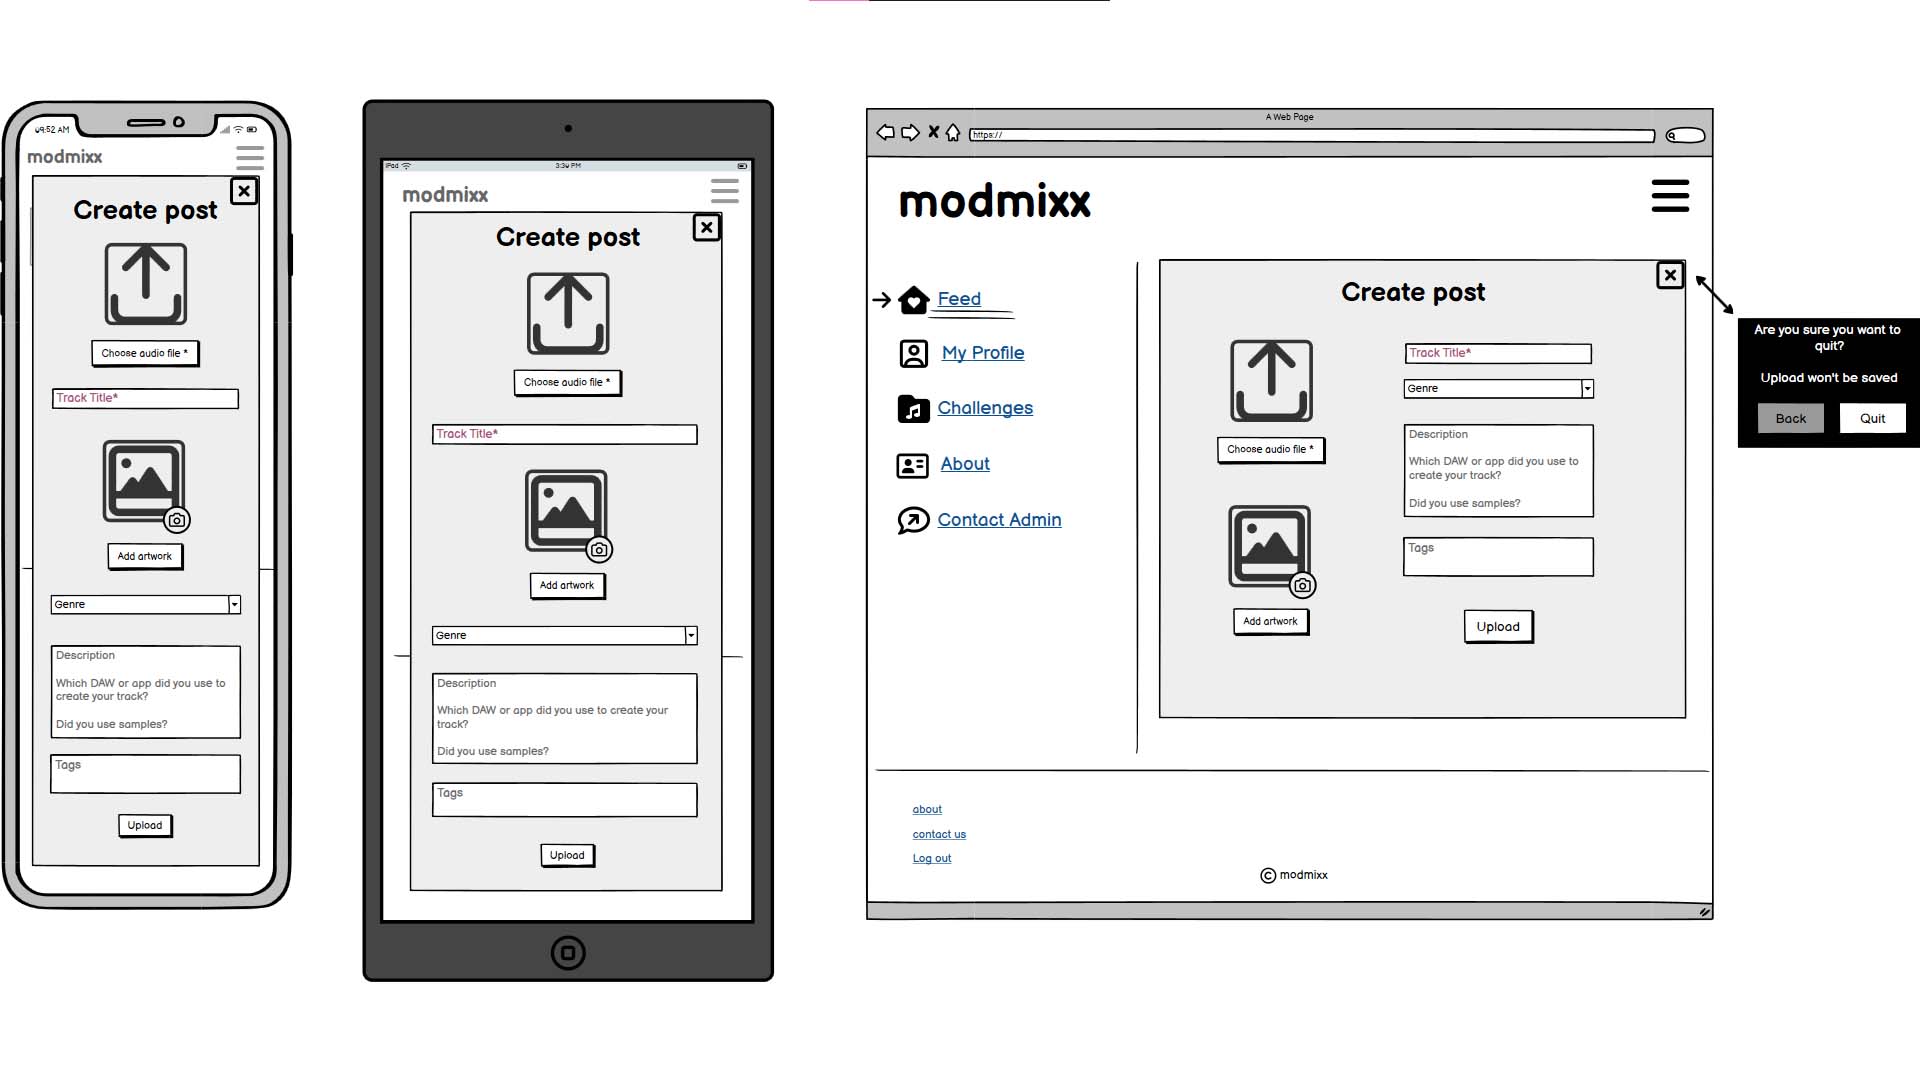 09:52 AM
modmixx
Create post
Choose audio file *
Track Title*
Add artwork
Genre
Description
Which DAW or app did you use to
create your track?
Did you use samples?
Tags
Upload
iPad
3:30 PM
modmixx
Create post
Choose audio file *
Track Title*
Add artwork
Genre
Description
Which DAW or app did you use to create your
track?
Did you use samples?
Tags
Upload
A Web Page
https://
modmixx
Feed
My Profile
Challenges
About
Contact Admin
Create post
Choose audio file *
Add artwork
Track Title*
Genre
Description
Which DAW or app did you use to
create your track?
Did you use samples?
Tags
Upload
Are you sure you want to
quit?
Upload won't be saved
Back
Quit
about
contact us
Log out
© modmixx